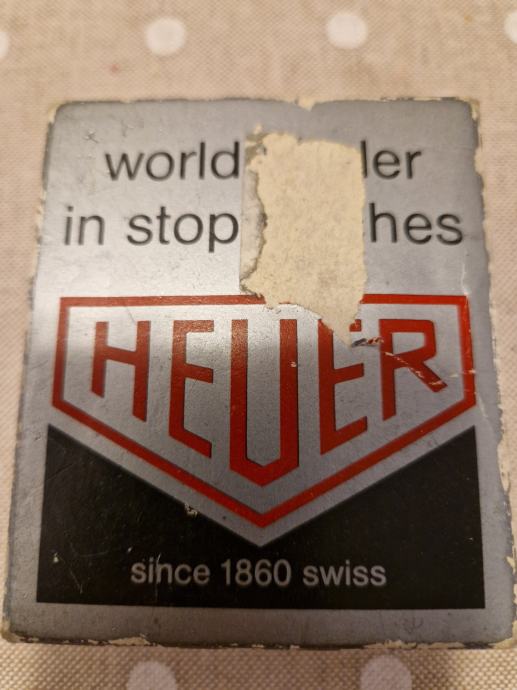 world ler
in stop hes
HEUER
since 1860 swiss